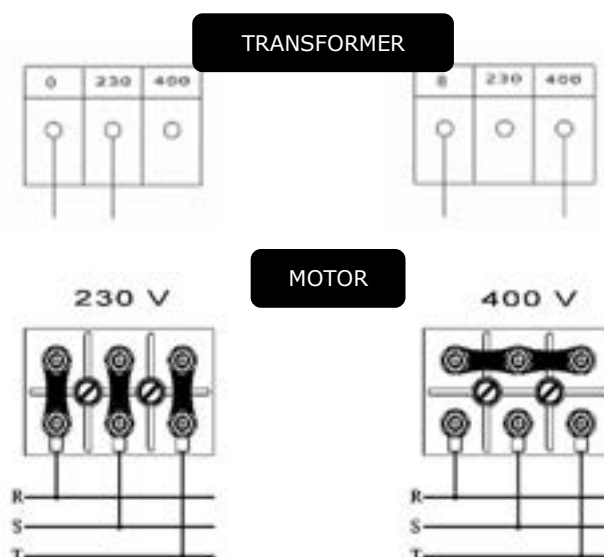 TRANSFORMER
0 230 400
0 230 400
MOTOR
230 V
400 V
R
S
T
R
S
T